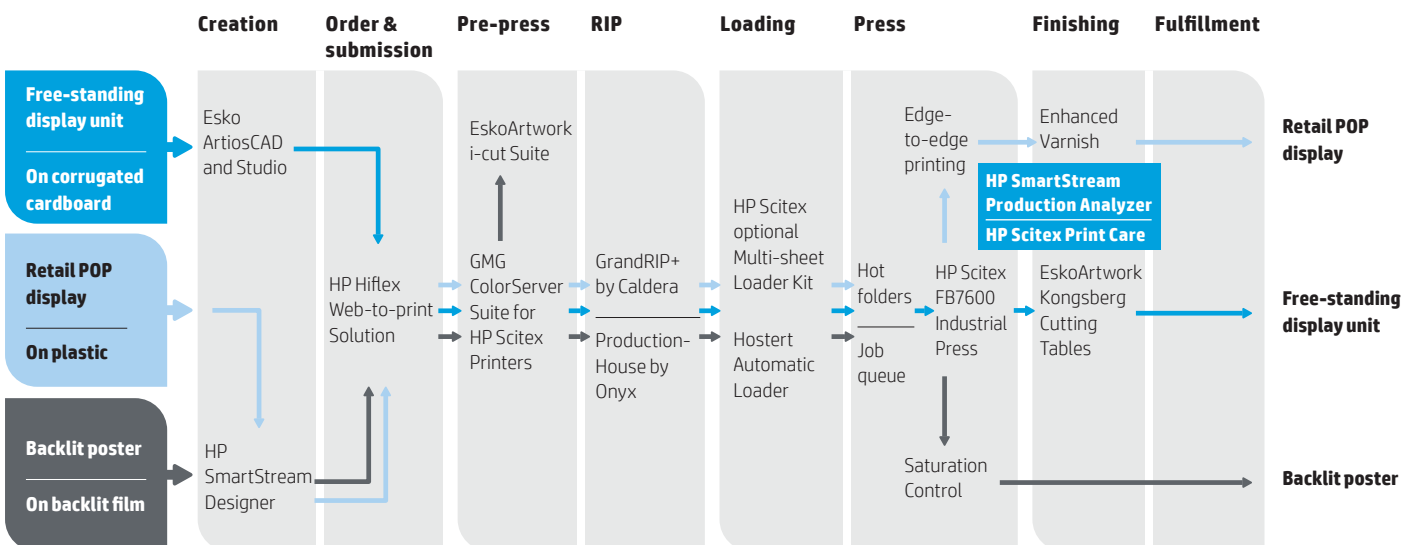 Creation
Order &
submission
Pre-press
RIP
Loading
Press
Finishing
Fulfillment
Free-standing
display unit
On corrugated
cardboard
Retail POP
display
On plastic
Backlit poster
On backlit film
Esko
ArtiosCAD
and Studio
HP
SmartStream
Designer
HP Hiflex
Web-to-print
Solution
EskoArtwork
i-cut Suite
GMG
ColorServer
Suite for
HP Scitex
Printers
GrandRIP+
by Caldera
Production-
House by
Onyx
HP Scitex
optional
Multi-sheet
Loader Kit
Hostert
Automatic
Loader
Hot
folders
Job
queue
Edge-
to-edge
printing
HP Scitex
FB7600
Industrial
Press
Saturation
Control
Enhanced
Varnish
HP SmartStream
Production Analyzer
HP Scitex Print Care
EskoArtwork
Kongsberg
Cutting
Tables
Retail POP
display
Free-standing
display unit
Backlit poster